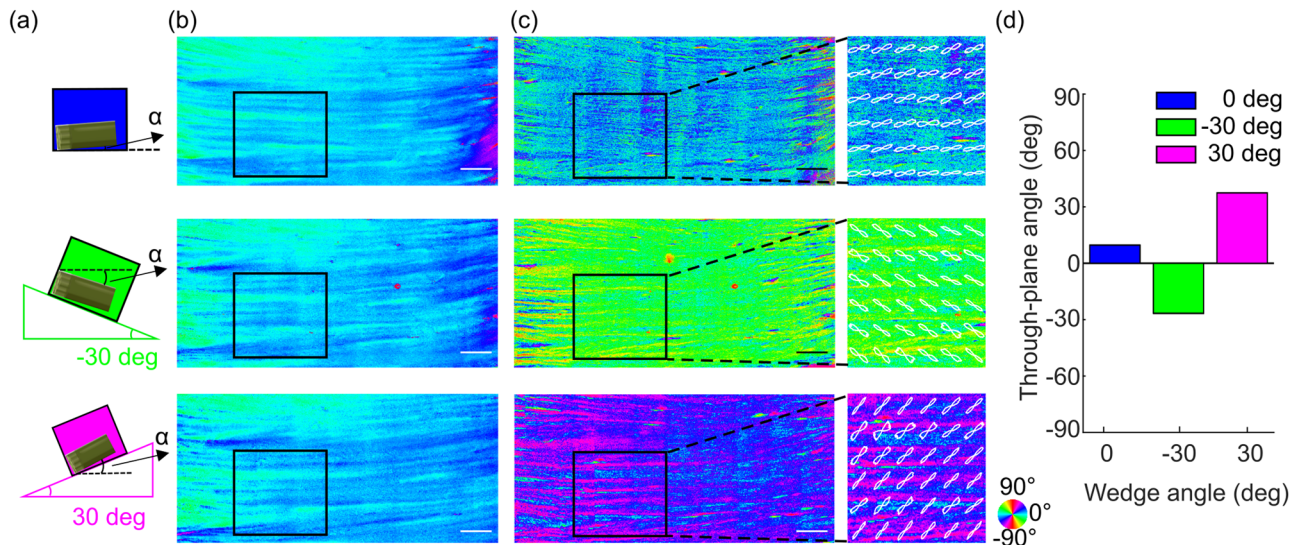 (a)
(b)
(c)
(d)
α
α
-30 deg
α
30 deg
90°
0°
-90°
0 deg
-30 deg
30 deg
Through-plane angle (deg)
90
60
30
0
-30
-60
-90
0
-30
30
Wedge angle (deg)